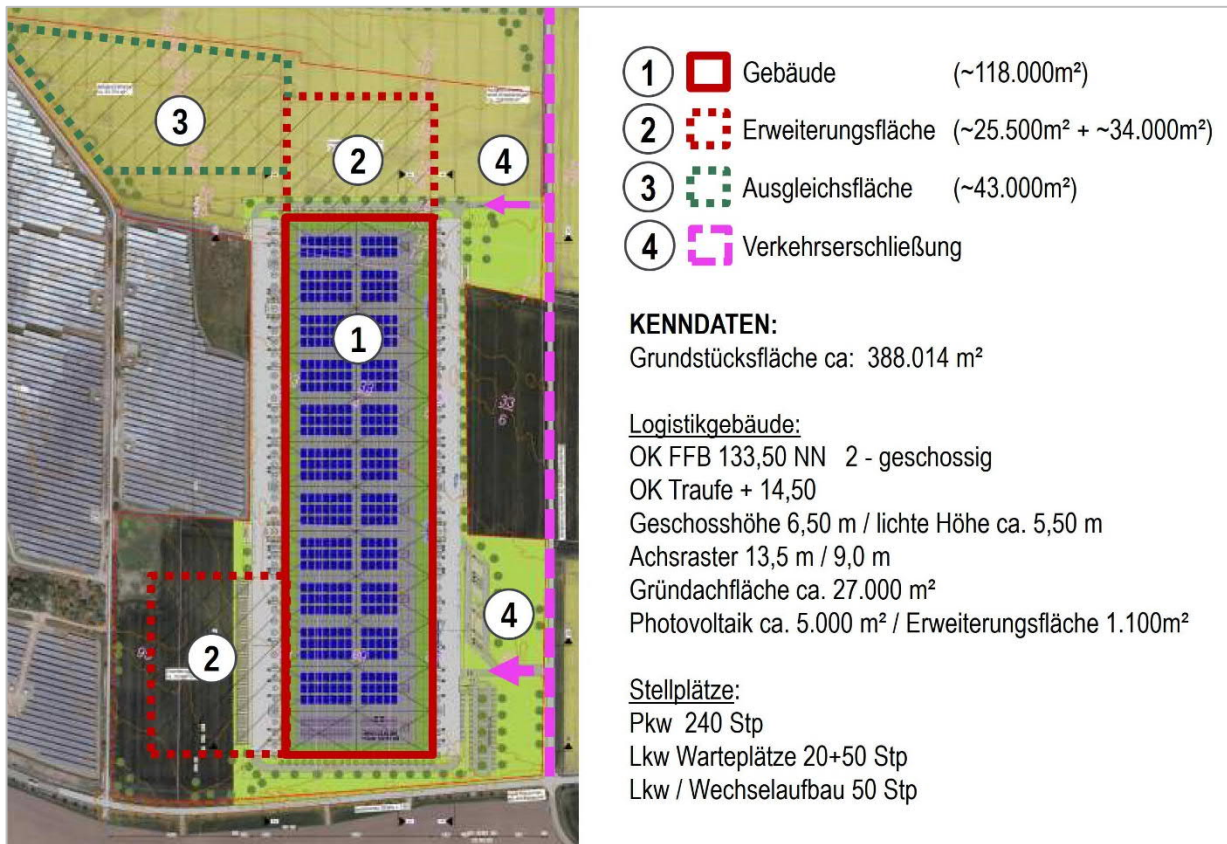 1 Gebäude (~118.000m²)
2 Erweiterungsfläche (~25.500m² + ~34.000m²)
3 Ausgleichsfläche (~43.000m²)
4 Verkehrserschließung
KENNDATEN:
Grundstücksfläche ca: 388.014 m²
Logistikgebäude:
OK FFB 133,50 NN 2 - geschossig
OK Traufe + 14,50
Geschosshöhe 6,50 m / lichte Höhe ca. 5,50 m
Achsraster 13,5 m / 9,0 m
Gründachfläche ca. 27.000 m²
Photovoltaik ca. 5.000 m² / Erweiterungsfläche 1.100m²
Stellplätze:
Pkw 240 Stp
Lkw Warteplätze 20+50 Stp
Lkw / Wechselaufbau 50 Stp
3
2
4
1
4
2